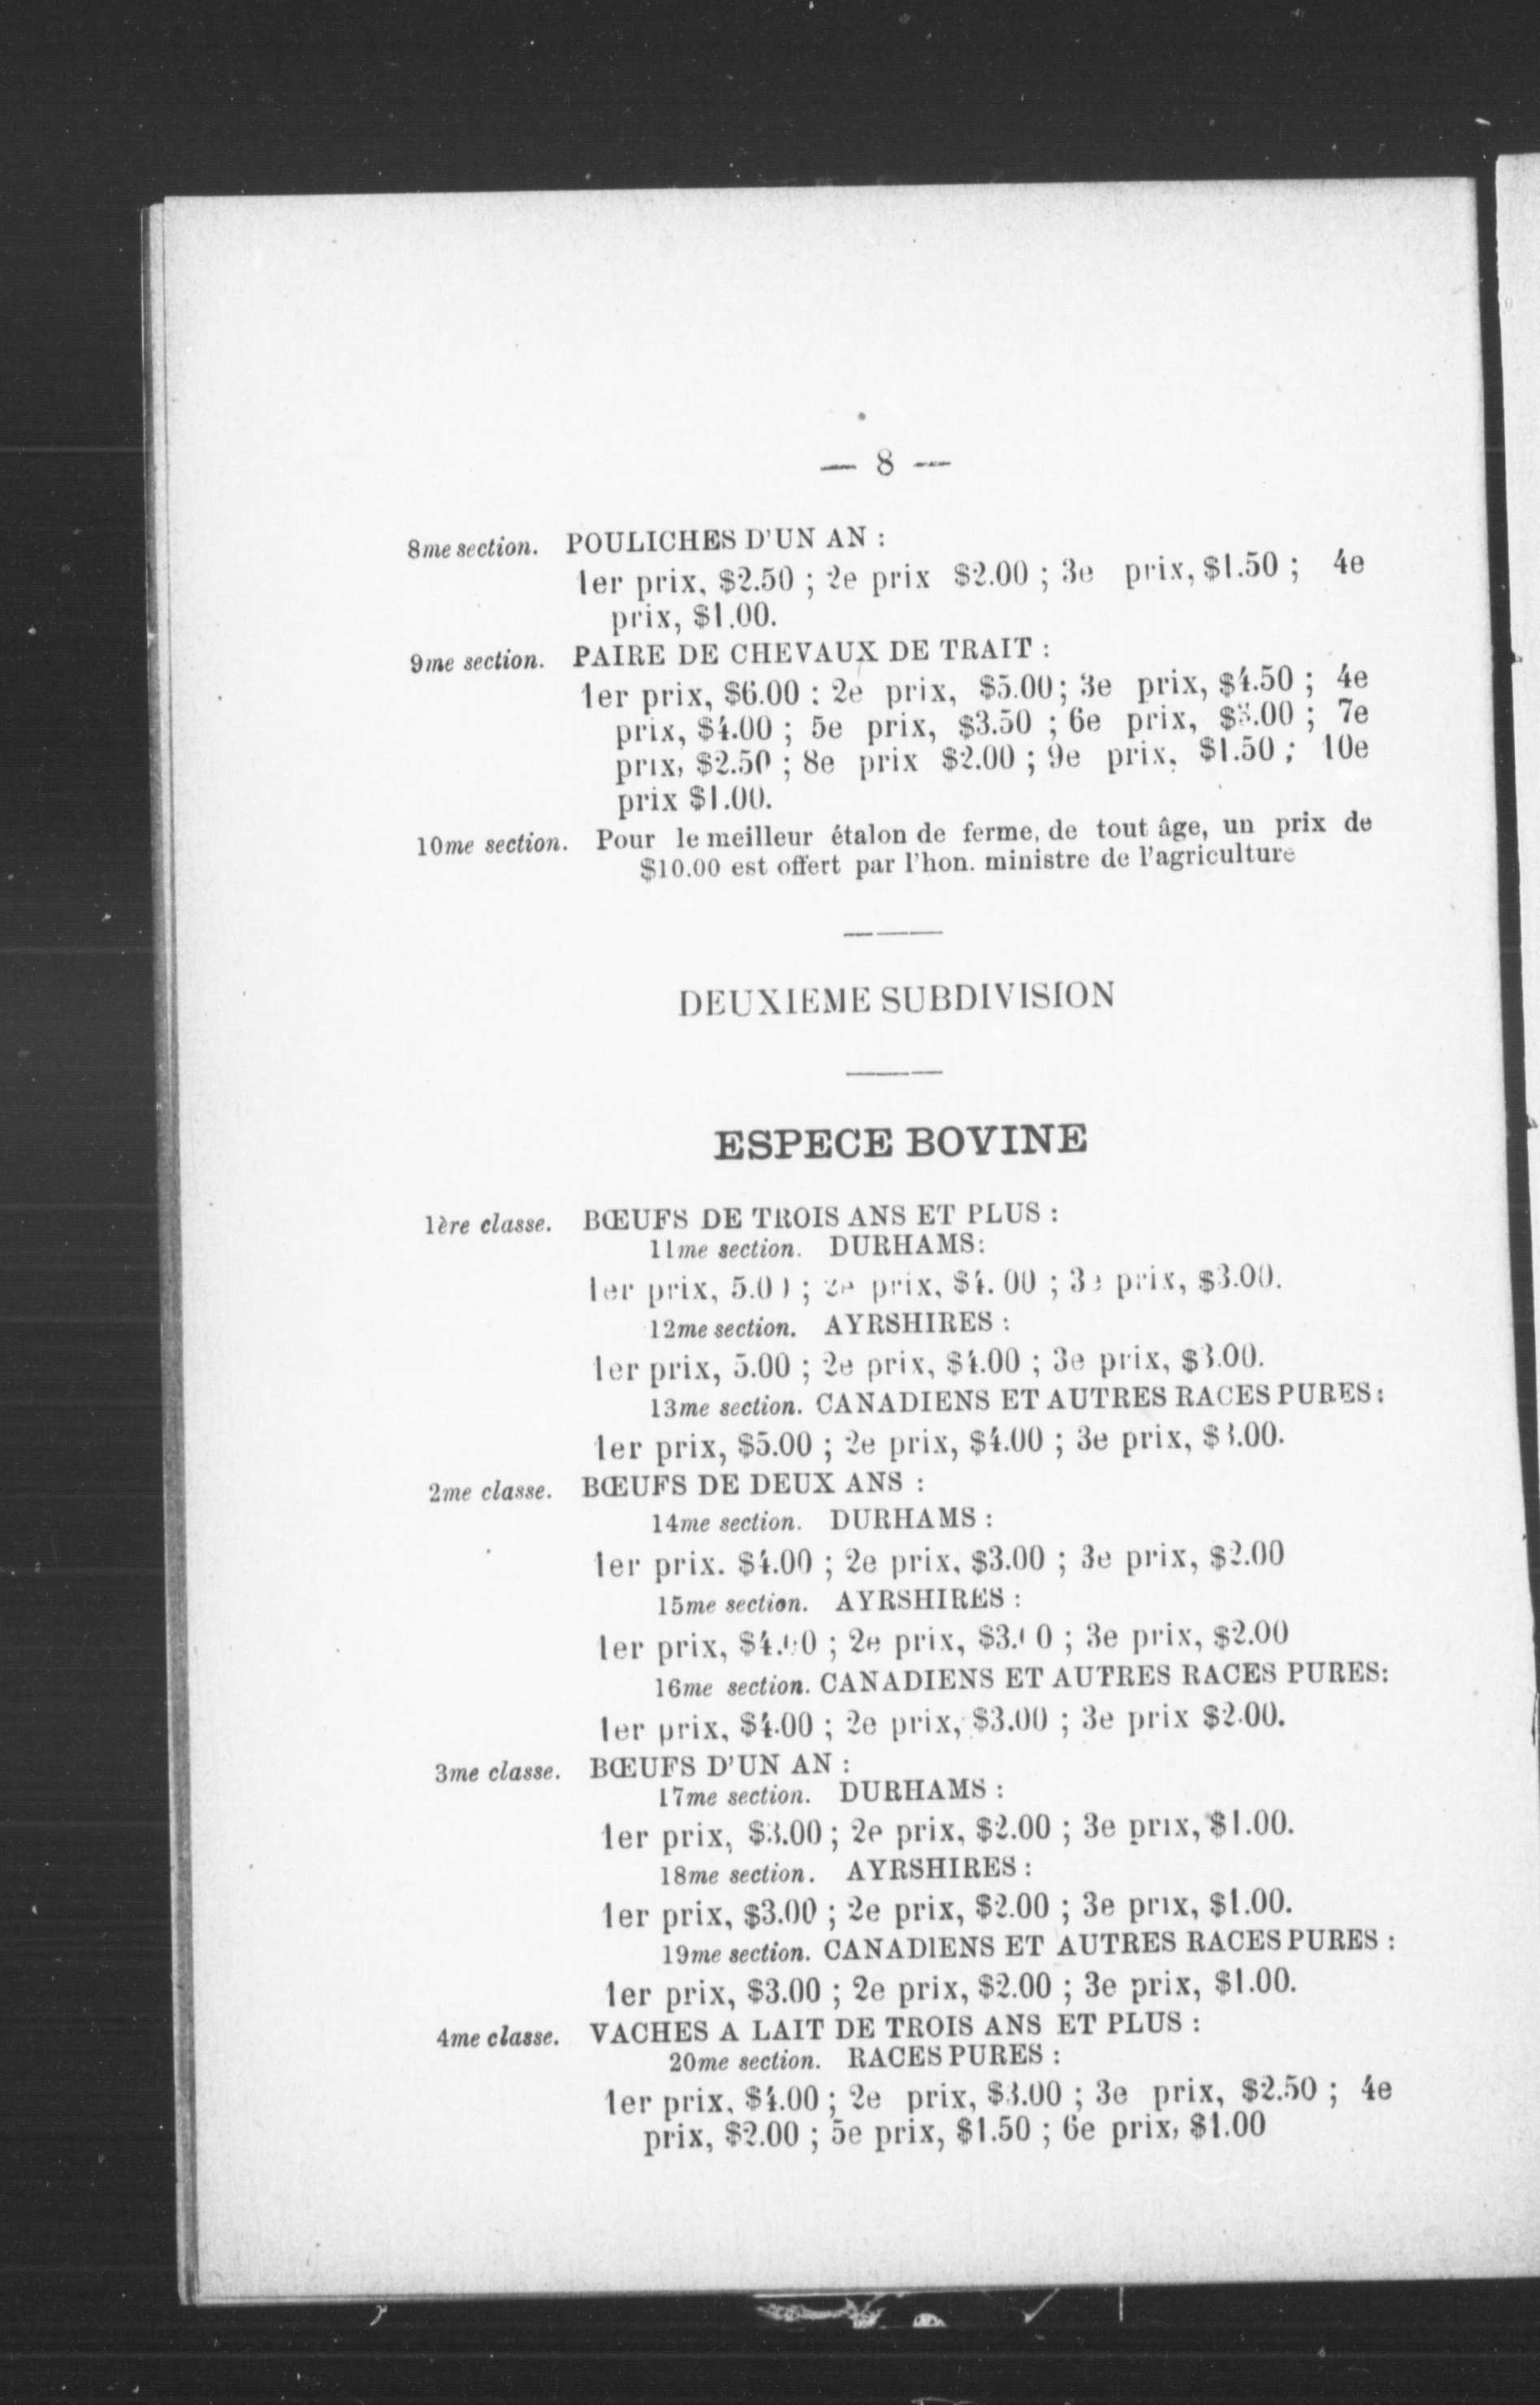 — 8 —
8me section. POULICHES D'UN AN :
1er prix, $2.50 ; 2e prix $2.00 ; 3e prix, $1.50 ; 4e
prix, $1.00.
9me section. PAIRE DE CHEVAUX DE TRAIT :
1er prix, $6.00 : 2e prix, $5.00; 3e prix, $4.50 ; 4e
prix, $4.00 ; 5e prix, $3.50 ; 6e prix, $3.00 ; 7e
prix, $2.50 ; 8e prix $2.00 ; 9e prix, $1.50 ; 10e
prix $1.00.
10me section. Pour le meilleur étalon de ferme, de tout âge, un prix de
$10.00 est offert par l'hon. ministre de l'agriculture
DEUXIEME SUBDIVISION
ESPECE BOVINE
1ère classe. BŒUFS DE TROIS ANS ET PLUS :
11me section. DURHAMS:
1er prix, 5.00 ; 2e prix, $4.00 ; 3e prix, $3.00.
12me section. AYRSHIRES :
1er prix, 5.00 ; 2e prix, $4.00 ; 3e prix, $3.00.
13me section. CANADIENS ET AUTRES RACES PURES:
1er prix, $5.00 ; 2e prix, $4.00 ; 3e prix, $3.00.
2me classe. BŒUFS DE DEUX ANS :
14me section. DURHAMS :
1er prix. $4.00 ; 2e prix, $3.00 ; 3e prix, $2.00
15me section. AYRSHIRES :
1er prix, $4.00 ; 2e prix, $3.00 ; 3e prix, $2.00
16me section. CANADIENS ET AUTRES RACES PURES:
1er prix, $4.00 ; 2e prix, $3.00 ; 3e prix $2.00.
3me classe. BŒUFS D'UN AN :
17me section. DURHAMS :
1er prix, $3.00 ; 2e prix, $2.00 ; 3e prix, $1.00.
18me section. AYRSHIRES :
1er prix, $3.00 ; 2e prix, $2.00 ; 3e prix, $1.00.
19me section. CANADIENS ET AUTRES RACES PURES :
1er prix, $3.00 ; 2e prix, $2.00 ; 3e prix, $1.00.
4me classe. VACHES A LAIT DE TROIS ANS ET PLUS :
20me section. RACES PURES :
1er prix, $4.00 ; 2e prix, $3.00 ; 3e prix, $2.50 ; 4e
prix, $2.00 ; 5e prix, $1.50 ; 6e prix, $1.00